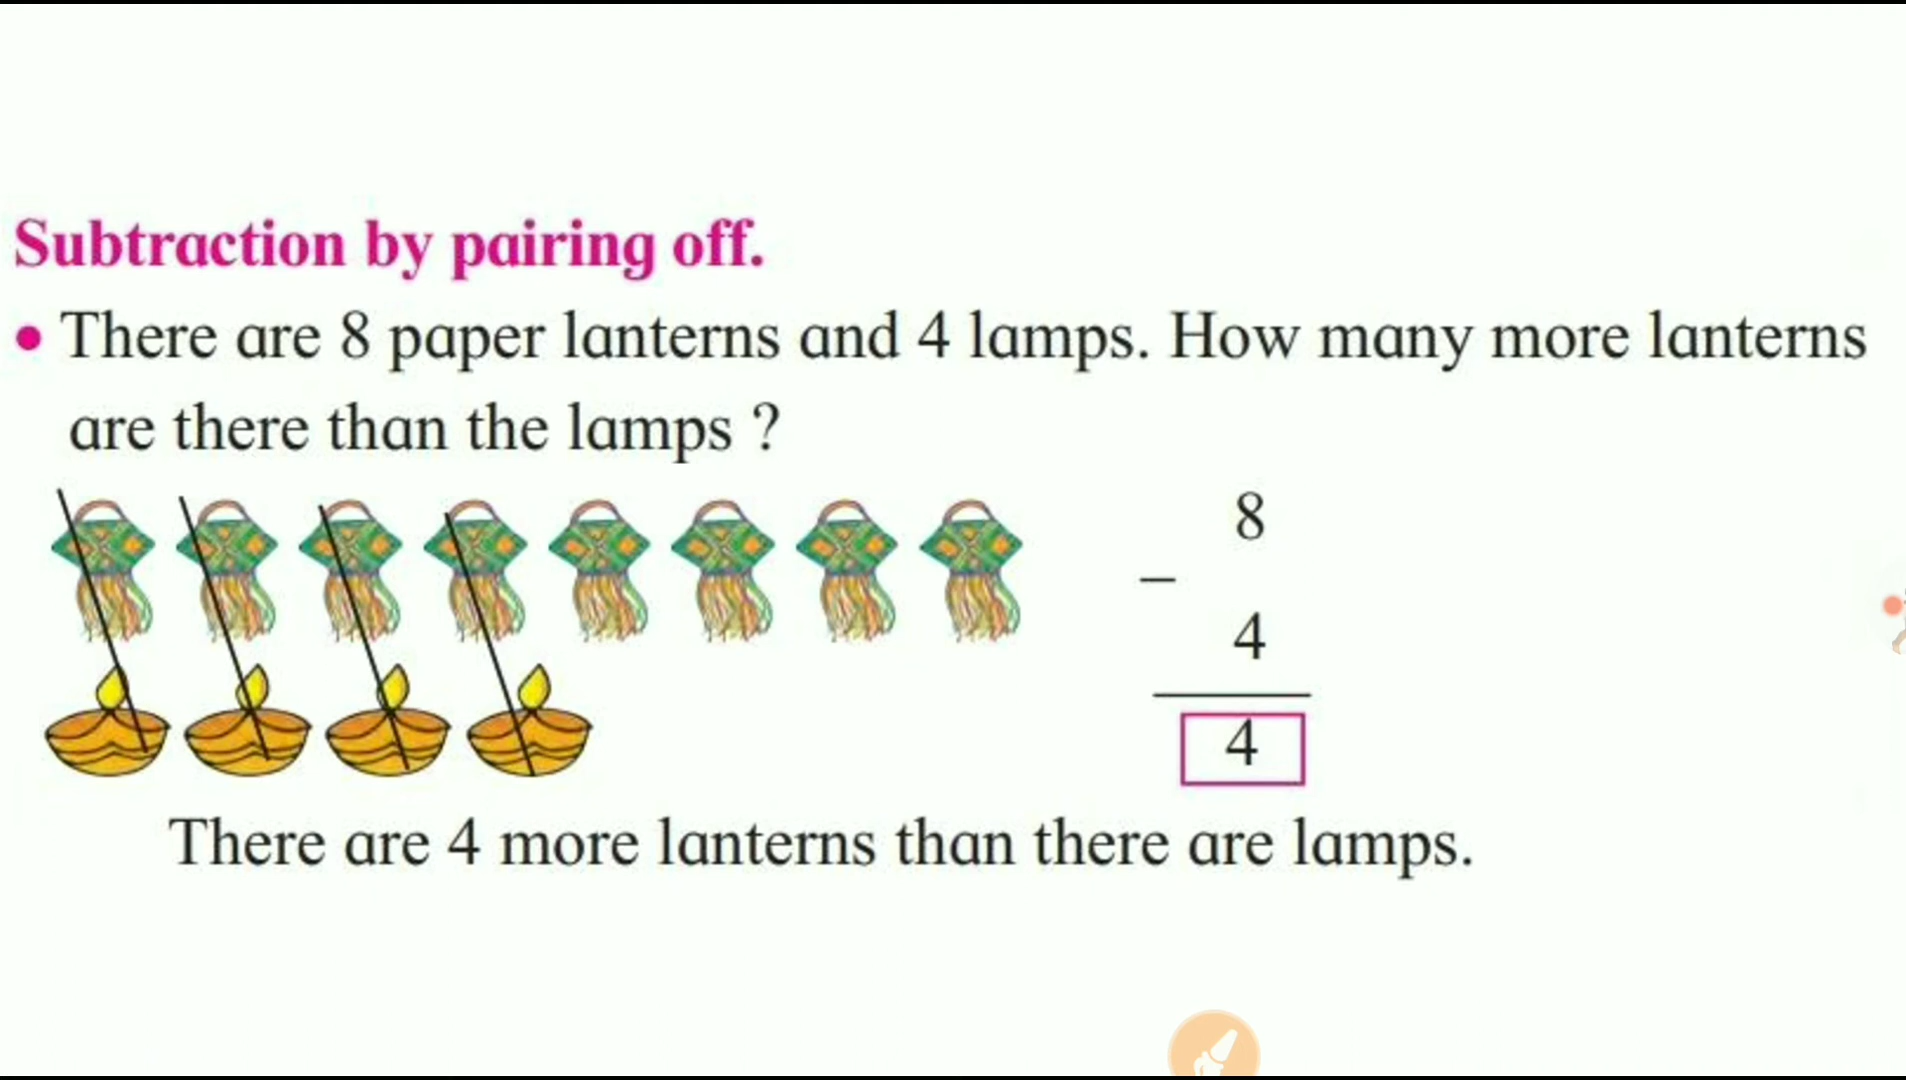 Subtraction by pairing off.
• There are 8 paper lanterns and 4 lamps. How many more lanterns
are there than the lamps ?
8
–
4
4
There are 4 more lanterns than there are lamps.